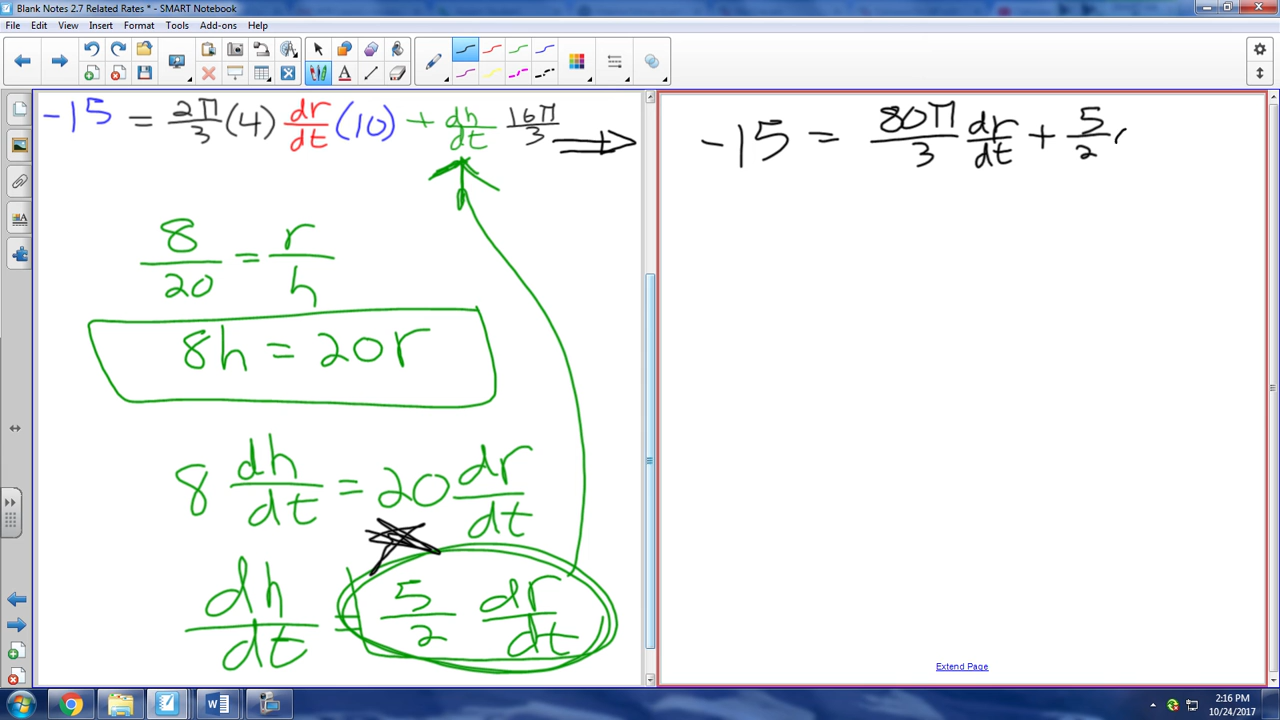 Blank Notes 2.7 Related Rates * - SMART Notebook
File Edit View Insert Format Tools Add-ons Help
-15 = 2π/3 (4) dr/dt (10) + dh/dt 16π/3
8/20 = r/h
8h = 20r
8 dh/dt = 20 dr/dt
dh/dt = 5/2 dr/dt
-15 = 80π/3 dr/dt + 5/2
Extend Page
2:16 PM
10/24/2017